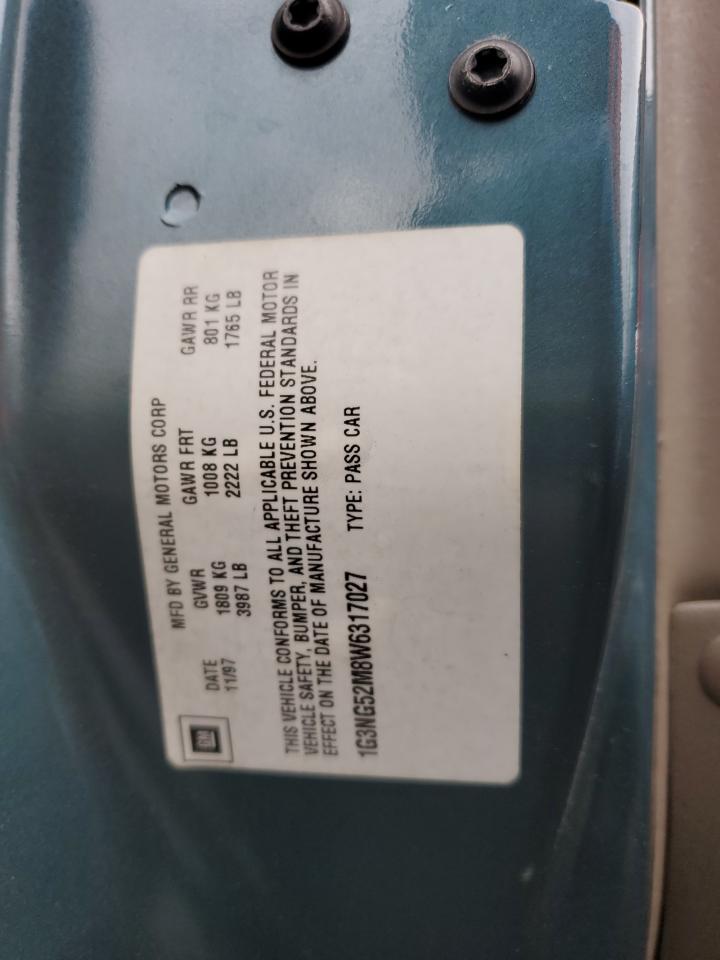 GM
MFD BY GENERAL MOTORS CORP
DATE GVWR GAWR FRT GAWR RR
11/97 1809 KG 1008 KG 801 KG
3987 LB 2222 LB 1765 LB
THIS VEHICLE CONFORMS TO ALL APPLICABLE U.S. FEDERAL MOTOR
VEHICLE SAFETY, BUMPER, AND THEFT PREVENTION STANDARDS IN
EFFECT ON THE DATE OF MANUFACTURE SHOWN ABOVE.
1G3NG52M8W6317027 TYPE: PASS CAR